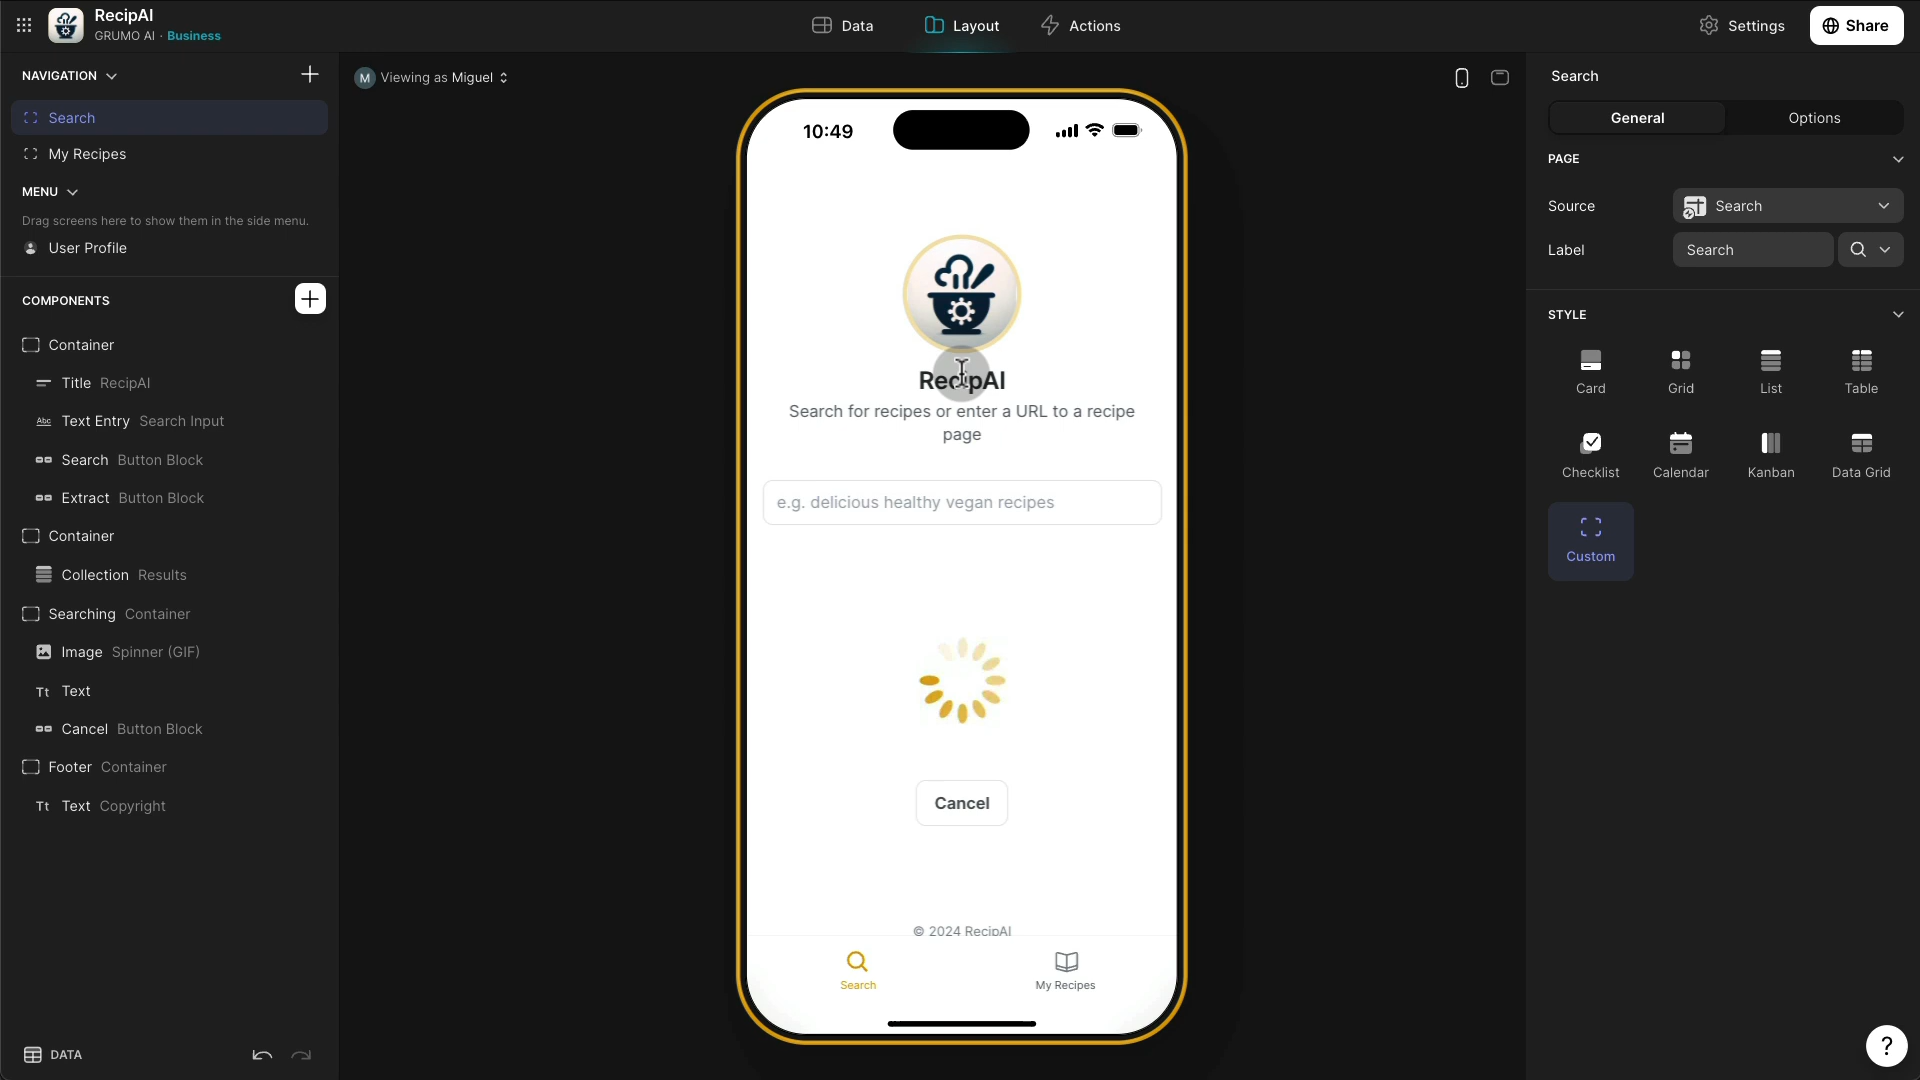 RecipAI
GRUMO AI · Business
Data
Layout
Actions
Settings
Share
NAVIGATION
Search
My Recipes
MENU
Drag screens here to show them in the side menu.
User Profile
COMPONENTS
Container
Title RecipAI
Abc Text Entry Search Input
Search Button Block
Extract Button Block
Container
Collection Results
Searching Container
Image Spinner (GIF)
Tt Text
Cancel Button Block
Footer Container
Tt Text Copyright
DATA
M Viewing as Miguel
10:49
RecipAI
Search for recipes or enter a URL to a recipe
page
e.g. delicious healthy vegan recipes
Cancel
© 2024 RecipAI
Search
My Recipes
Search
General
Options
PAGE
Source
Search
Label
Search
STYLE
Card
Grid
List
Table
Checklist
Calendar
Kanban
Data Grid
Custom
?